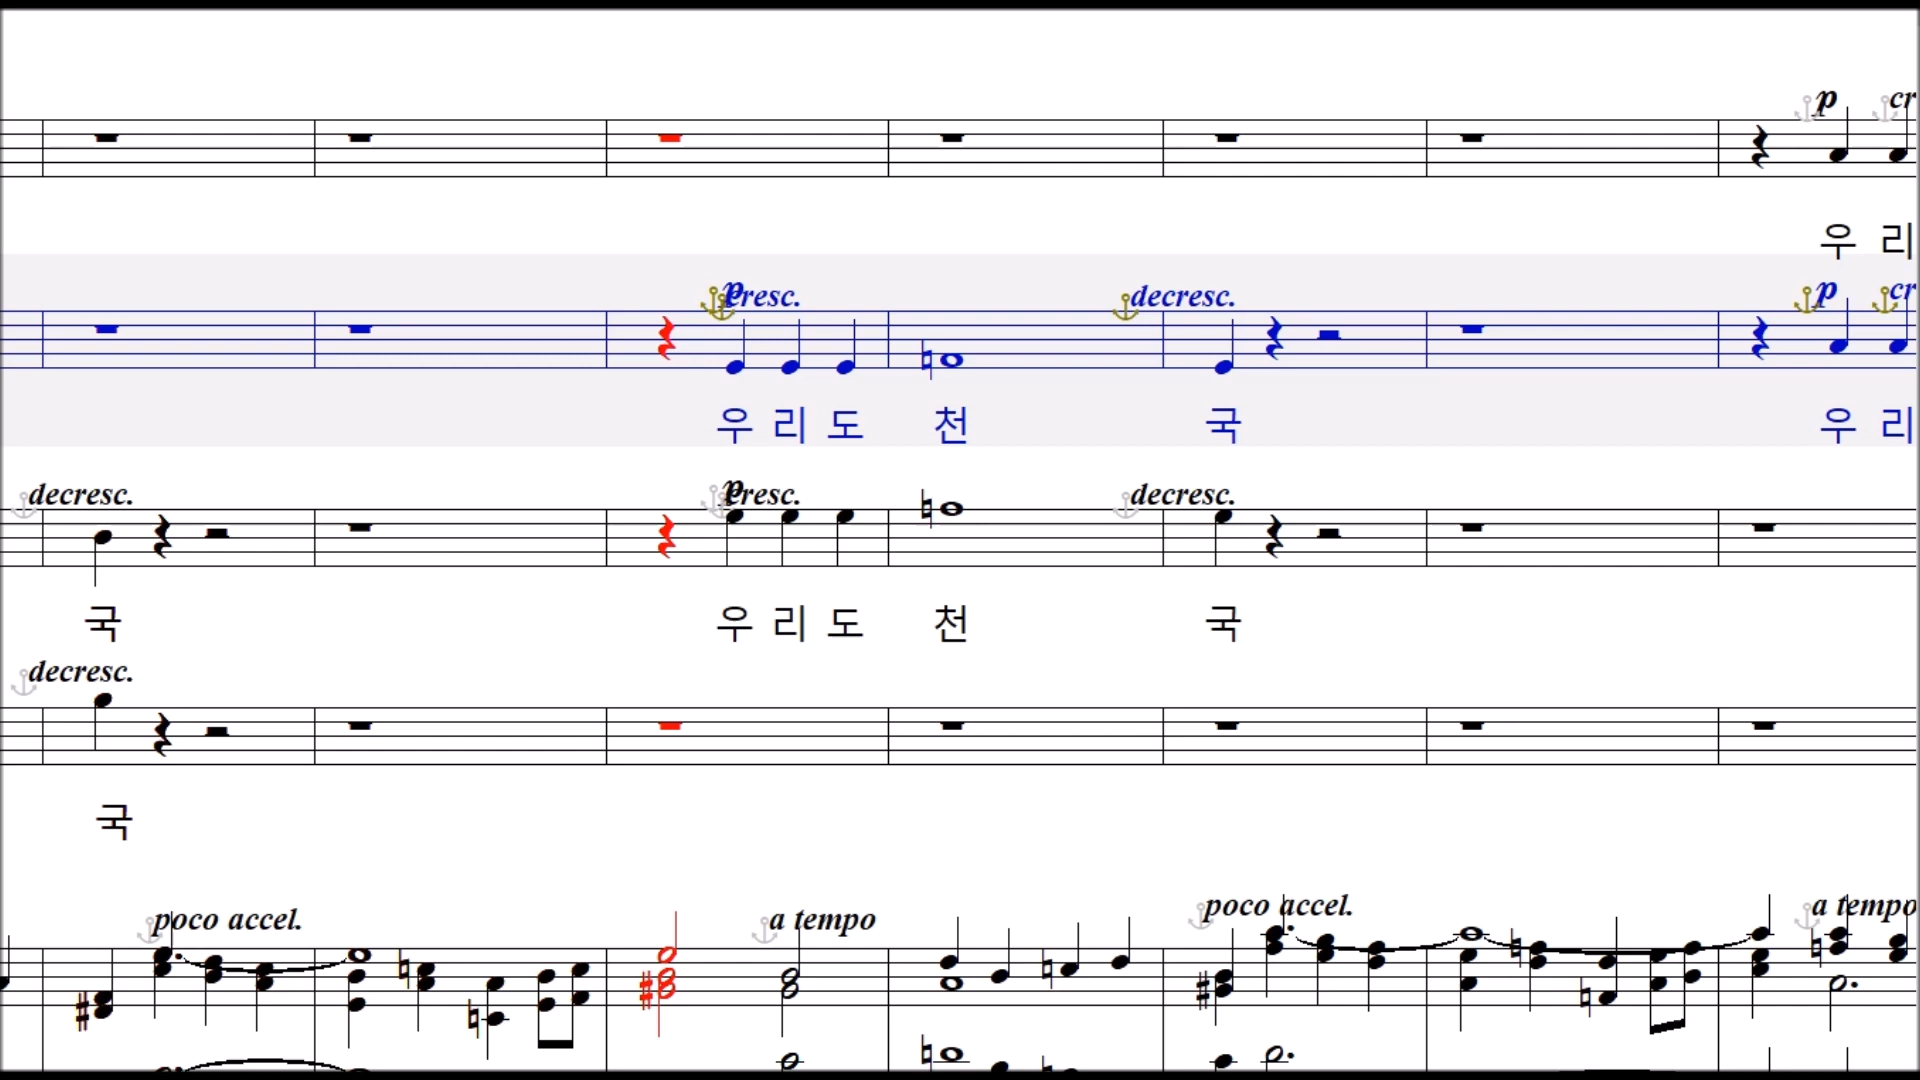 p cr
우 리
p cresc. decresc. p cr
우 리 도 천 국 우 리
decresc. p cresc. decresc.
국 우 리 도 천 국
decresc.
국
poco accel. a tempo poco accel. a tempo